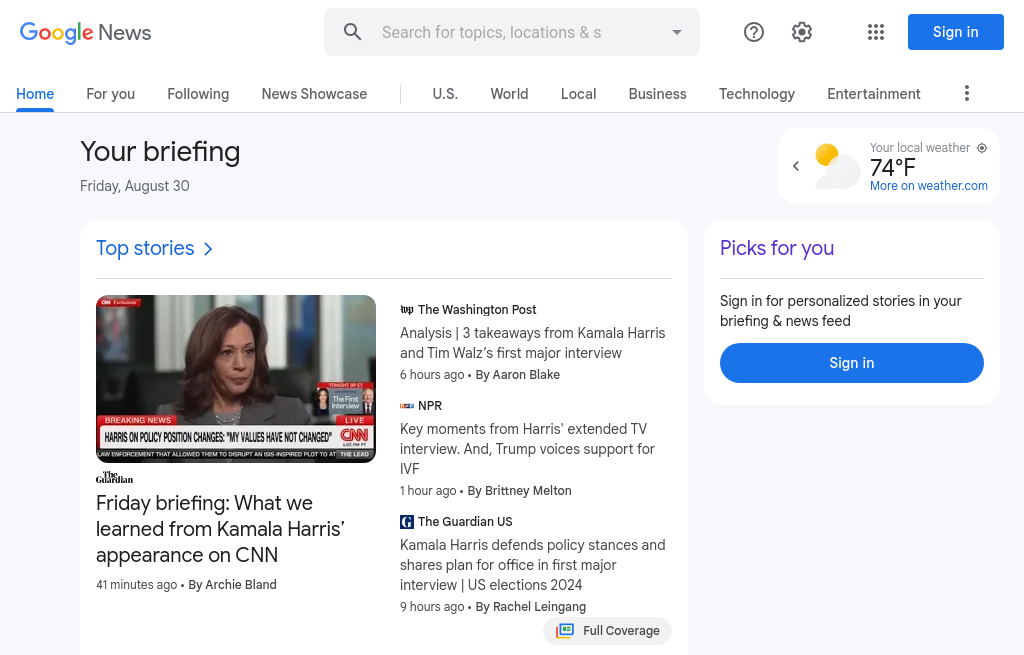 Google News
Search for topics, locations & s
Sign in
Home
For you
Following
News Showcase
U.S.
World
Local
Business
Technology
Entertainment
Your briefing
Friday, August 30
Your local weather
74°F
More on weather.com
Top stories
Picks for you
Sign in for personalized stories in your
briefing & news feed
Sign in
CNN Exclusive
TONIGHT 9P ET
The First
Interview
BREAKING NEWS
LIVE
HARRIS ON POLICY POSITION CHANGES: "MY VALUES HAVE NOT CHANGED"
CNN
LAW ENFORCEMENT THAT ALLOWED THEM TO DISRUPT AN ISIS-INSPIRED PLOT TO AT
THE LEAD
The
Guardian
Friday briefing: What we
learned from Kamala Harris’
appearance on CNN
41 minutes ago • By Archie Bland
wp The Washington Post
Analysis | 3 takeaways from Kamala Harris
and Tim Walz’s first major interview
6 hours ago • By Aaron Blake
NPR
Key moments from Harris' extended TV
interview. And, Trump voices support for
IVF
1 hour ago • By Brittney Melton
G The Guardian US
Kamala Harris defends policy stances and
shares plan for office in first major
interview | US elections 2024
9 hours ago • By Rachel Leingang
Full Coverage